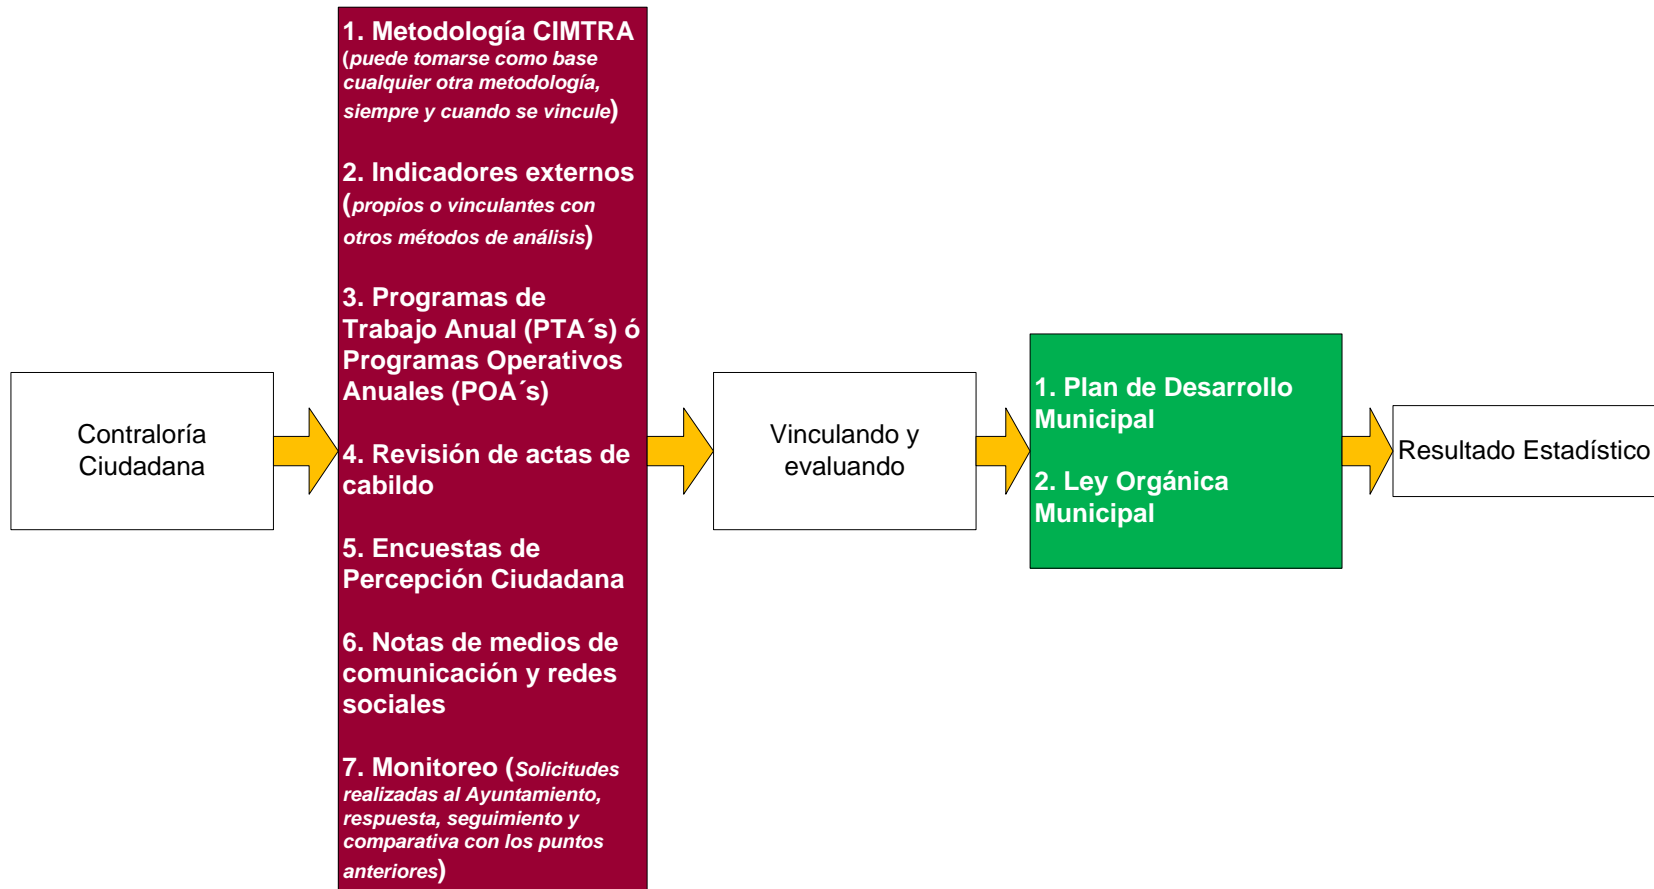 Contraloría
Ciudadana
1. Metodología CIMTRA
(puede tomarse como base
cualquier otra metodología,
siempre y cuando se vincule)
2. Indicadores externos
(propios o vinculantes con
otros métodos de análisis)
3. Programas de
Trabajo Anual (PTA´s) ó
Programas Operativos
Anuales (POA´s)
4. Revisión de actas de
cabildo
5. Encuestas de
Percepción Ciudadana
6. Notas de medios de
comunicación y redes
sociales
7. Monitoreo (Solicitudes
realizadas al Ayuntamiento,
respuesta, seguimiento y
comparativa con los puntos
anteriores)
Vinculando y
evaluando
1. Plan de Desarrollo
Municipal
2. Ley Orgánica
Municipal
Resultado Estadístico